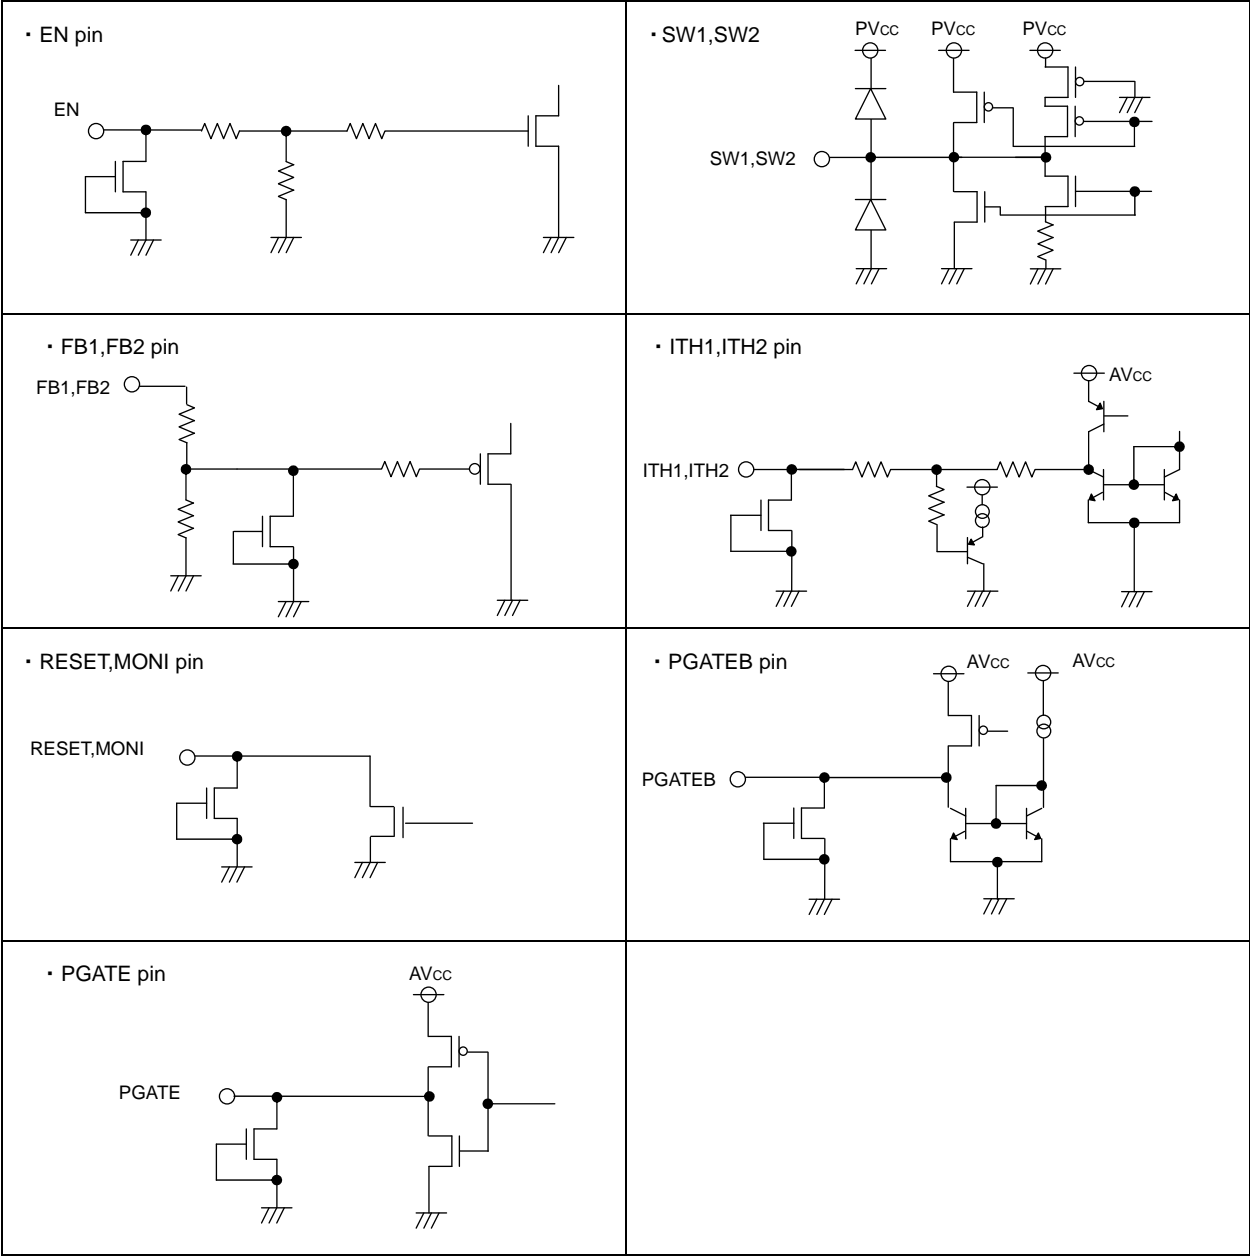 ・EN pin
EN
・SW1,SW2
PVCC PVCC PVCC
SW1,SW2
・FB1,FB2 pin
FB1,FB2
・ITH1,ITH2 pin
AVCC
ITH1,ITH2
・RESET,MONI pin
RESET,MONI
・PGATEB pin
AVCC AVCC
PGATEB
・PGATE pin
AVCC
PGATE